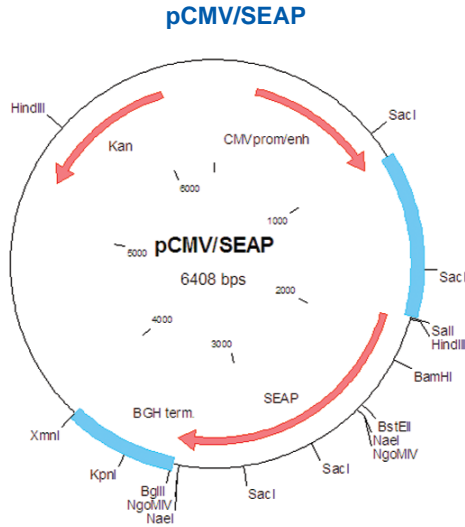 pCMV/SEAP
HindIII
Kan
CMVprom/enh
SacI
6000
1000
5000
pCMV/SEAP
6408 bps
2000
4000
3000
SacI
SalI
HindIII
BamHI
SEAP
BGH term.
BstEII
NaeI
NgoMIV
XmnI
KpnI
BglII
NgoMIV
NaeI
SacI
SacI